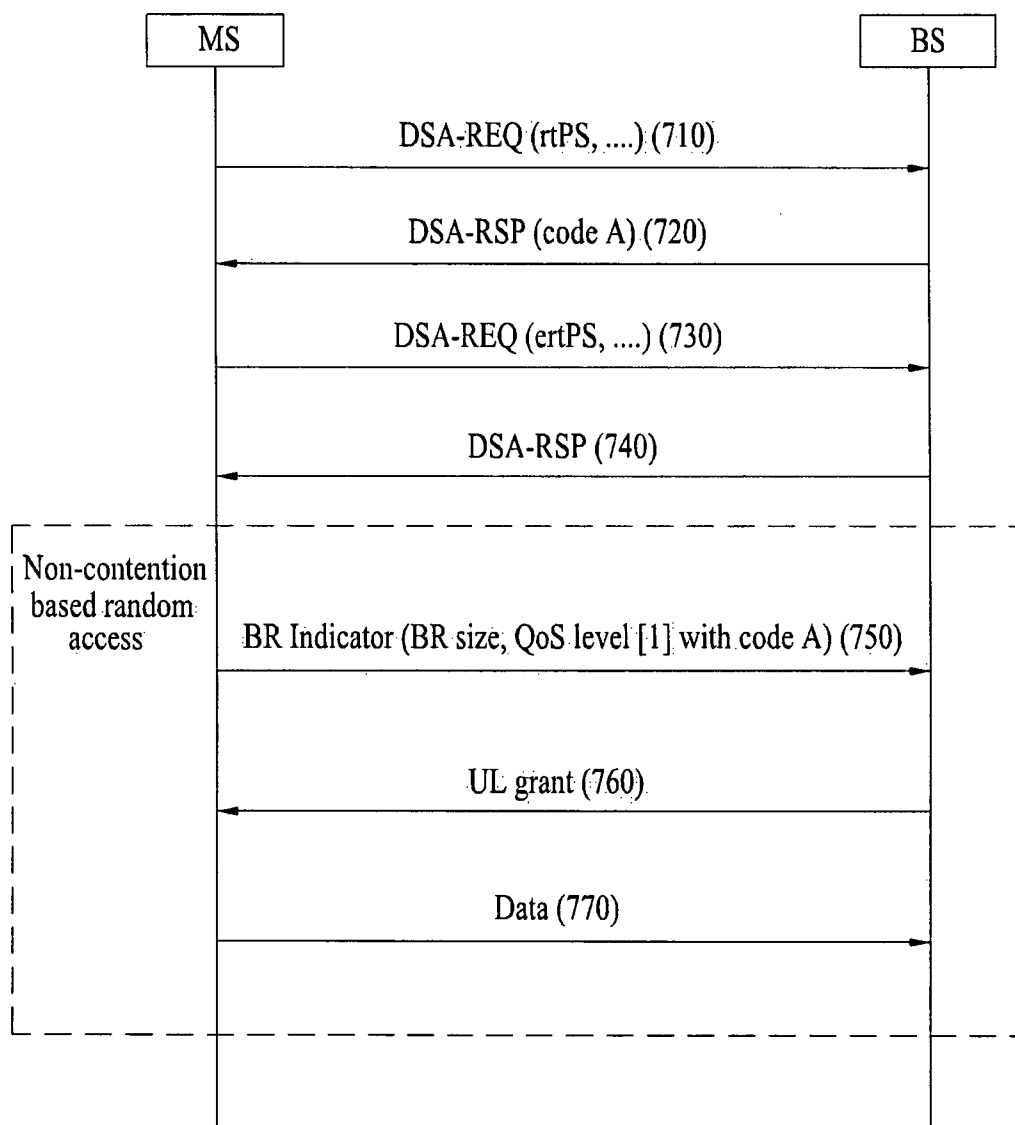 MS
BS
DSA-REQ (rtPS, ....) (710)
DSA-RSP (code A) (720)
DSA-REQ (ertPS, ....) (730)
DSA-RSP (740)
Non-contention
based random
access
BR Indicator (BR size, QoS level [1] with code A) (750)
UL grant (760)
Data (770)